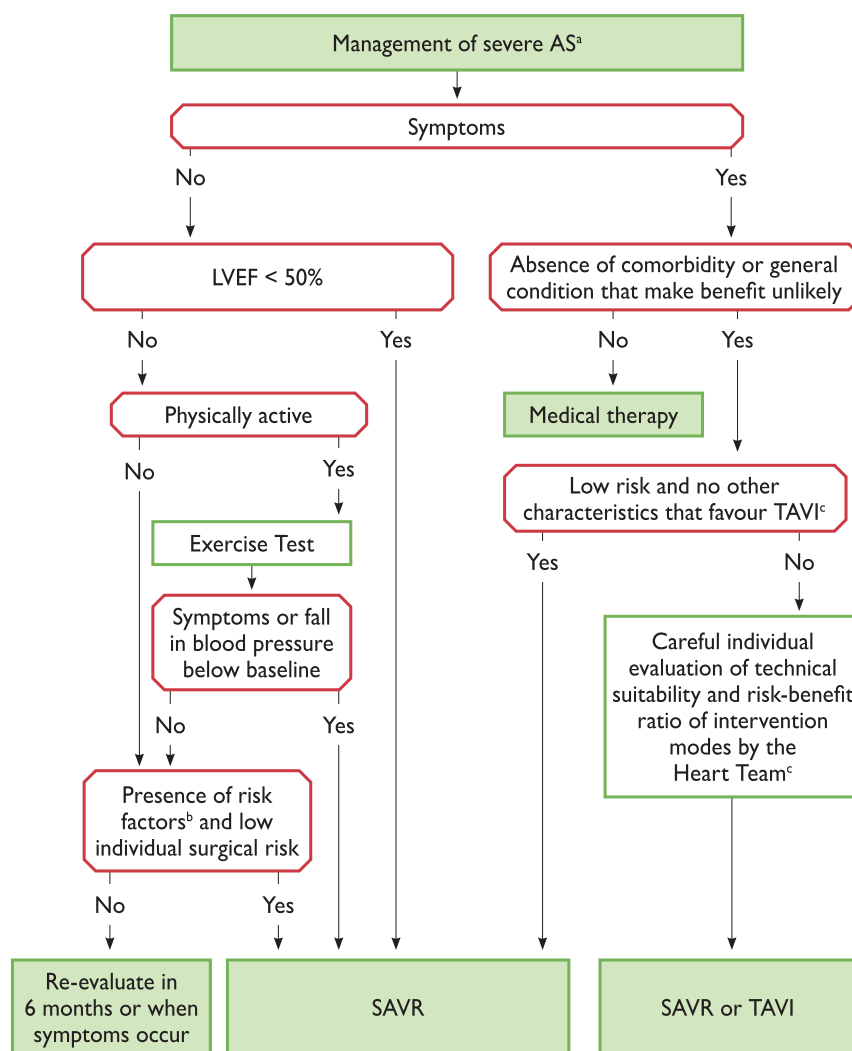 Management of severe ASᵃ
Symptoms
No
Yes
LVEF < 50%
Absence of comorbidity or general
condition that make benefit unlikely
No
Yes
No
Yes
Physically active
Medical therapy
No
Yes
Low risk and no other
characteristics that favour TAVIᶜ
Exercise Test
Yes
No
Symptoms or fall
in blood pressure
below baseline
Careful individual
evaluation of technical
suitability and risk-benefit
ratio of intervention
modes by the
Heart Teamᶜ
No
Yes
Presence of risk
factorsᵇ and low
individual surgical risk
No
Yes
Re-evaluate in
6 months or when
symptoms occur
SAVR
SAVR or TAVI